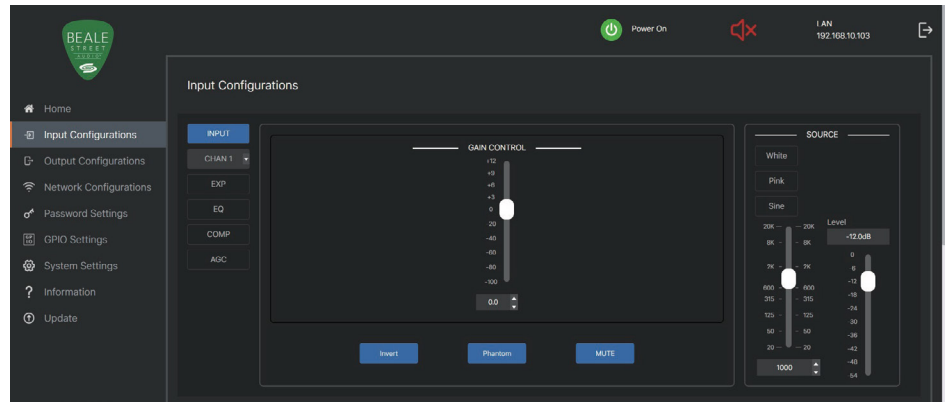 BEALE
STREET
AUDIO
Power On
LAN
192.168.10.103
Input Configurations
Home
Input Configurations
Output Configurations
Network Configurations
Password Settings
GPIO Settings
System Settings
Information
Update
INPUT
CHAN 1
EXP
EQ
COMP
AGC
GAIN CONTROL
+12
+9
+6
+3
0
20
-40
-60
-80
-100
0.0
Invert
Phantom
MUTE
SOURCE
White
Pink
Sine
20K 20K
8K 8K
7K 7K
600 600
315 315
125 125
50 50
20 20
1000
Level
-12.0dB
0
6
-12
-18
-24
30
-36
-42
-48
54